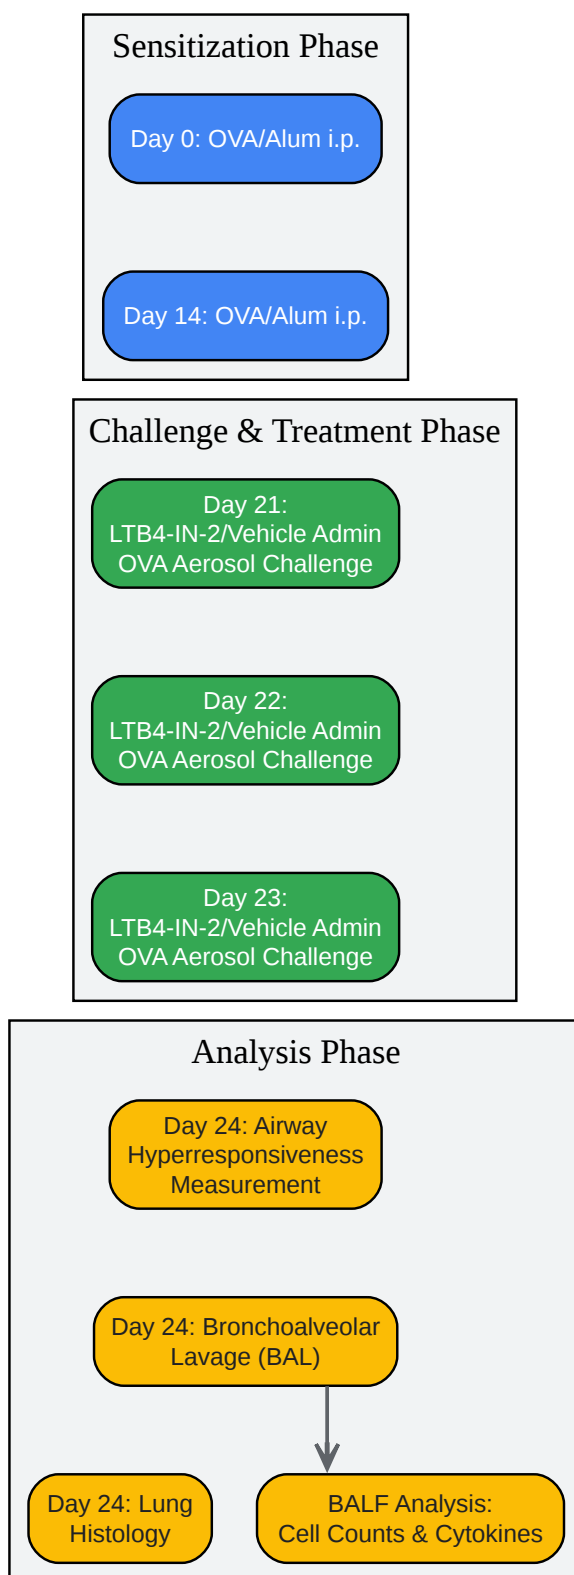 Sensitization Phase
Day 0: OVA/Alum i.p.
Day 14: OVA/Alum i.p.
Challenge & Treatment Phase
Day 21:
LTB4-IN-2/Vehicle Admin
OVA Aerosol Challenge
Day 22:
LTB4-IN-2/Vehicle Admin
OVA Aerosol Challenge
Day 23:
LTB4-IN-2/Vehicle Admin
OVA Aerosol Challenge
Analysis Phase
Day 24: Airway
Hyperresponsiveness
Measurement
Day 24: Bronchoalveolar
Lavage (BAL)
Day 24: Lung
Histology
BALF Analysis:
Cell Counts & Cytokines